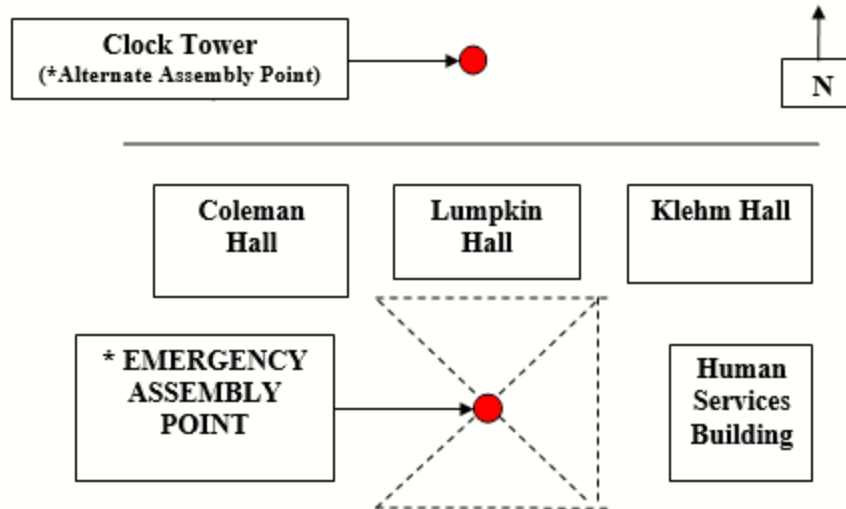 Clock Tower
(*Alternate Assembly Point)
N
Coleman
Hall
Lumpkin
Hall
Klehm Hall
* EMERGENCY
ASSEMBLY
POINT
Human
Services
Building